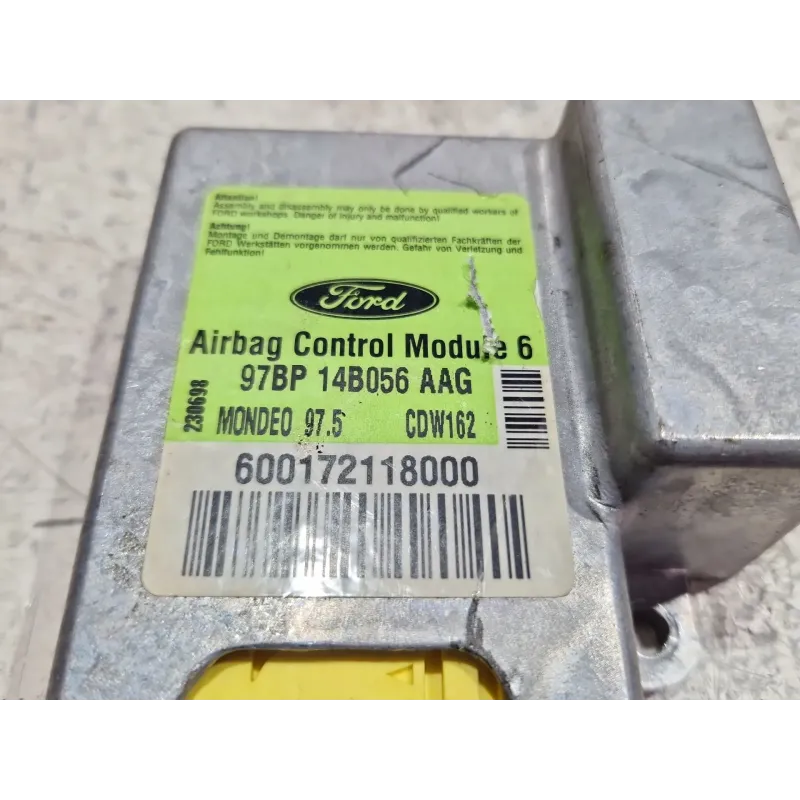 Attention!
Assembly and disassembly may only be done by qualified workers of
FORD workshops. Danger of injury and malfunction!
Achtung!
Montage und Demontage darf nur von qualifizierten Fachkräften der
FORD Werkstätten vorgenommen werden. Gefahr von Verletzung und
Fehlfunktion!
Ford
Airbag Control Module 6
97BP 14B056 AAG
230698
MONDEO 97.5 CDW162
600172118000